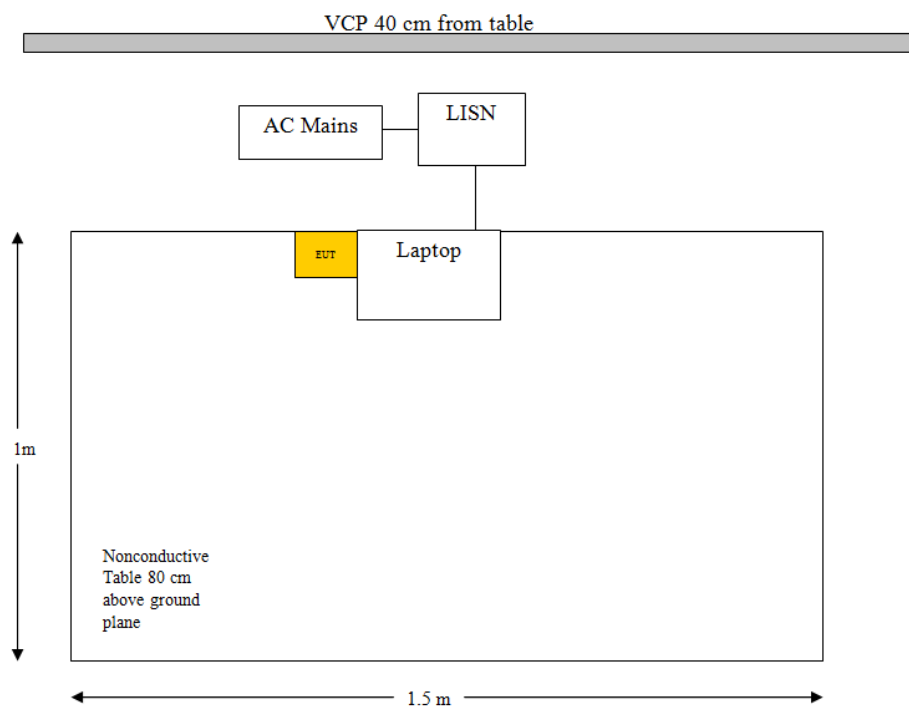 VCP 40 cm from table
AC Mains
LISN
EUT
Laptop
1m
Nonconductive
Table 80 cm
above ground
plane
1.5 m